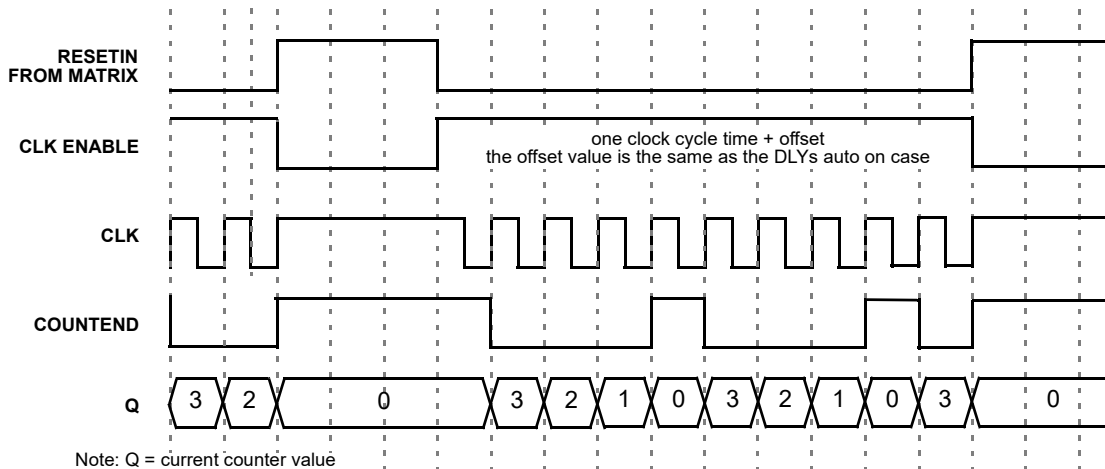 RESETIN
FROM MATRIX
CLK ENABLE
one clock cycle time + offset
the offset value is the same as the DLYs auto on case
CLK
COUNTEND
Q
3 2 0 3 2 1 0 3 2 1 0 3 0
Note: Q = current counter value